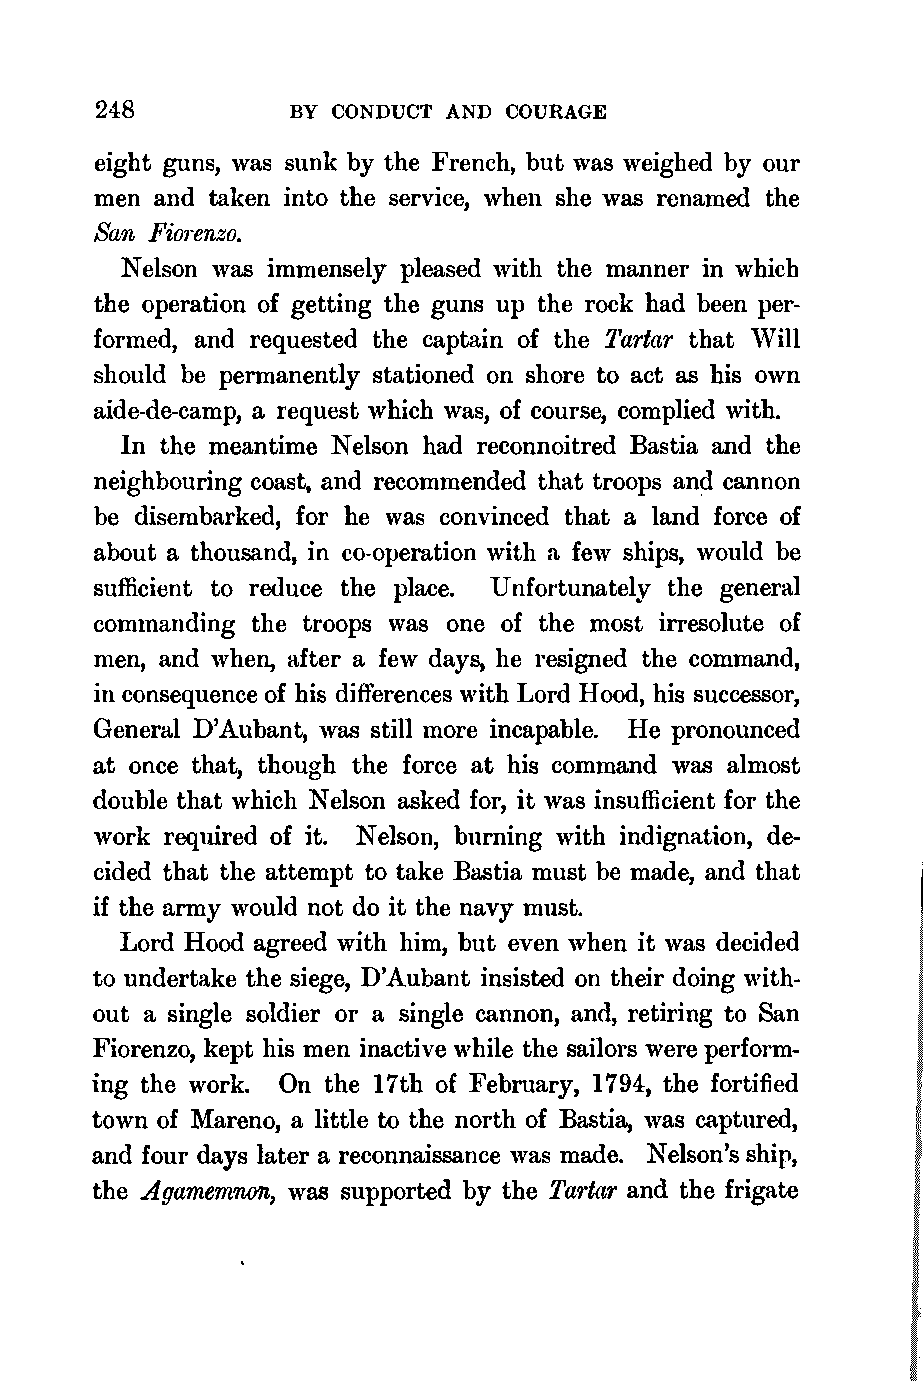 248 BY CONDUCT AND COURAGE
eight guns, was sunk by the French, but was weighed by our
men and taken into the service, when she was renamed the
San Fiorenzo.
Nelson was immensely pleased with the manner in which
the operation of getting the guns up the rock had been per-
formed, and requested the captain of the Tartar that Will
should be permanently stationed on shore to act as his own
aide-de-camp, a request which was, of course, complied with.
In the meantime Nelson had reconnoitred Bastia and the
neighbouring coast, and recommended that troops and cannon
be disembarked, for he was convinced that a land force of
about a thousand, in co-operation with a few ships, would be
sufficient to reduce the place. Unfortunately the general
commanding the troops was one of the most irresolute of
men, and when, after a few days, he resigned the command,
in consequence of his differences with Lord Hood, his successor,
General D'Aubant, was still more incapable. He pronounced
at once that, though the force at his command was almost
double that which Nelson asked for, it was insufficient for the
work required of it. Nelson, burning with indignation, de-
cided that the attempt to take Bastia must be made, and that
if the army would not do it the navy must.
Lord Hood agreed with him, but even when it was decided
to undertake the siege, D'Aubant insisted on their doing with-
out a single soldier or a single cannon, and, retiring to San
Fiorenzo, kept his men inactive while the sailors were perform-
ing the work. On the 17th of February, 1794, the fortified
town of Mareno, a little to the north of Bastia, was captured,
and four days later a reconnaissance was made. Nelson's ship,
the Agamemnon, was supported by the Tartar and the frigate